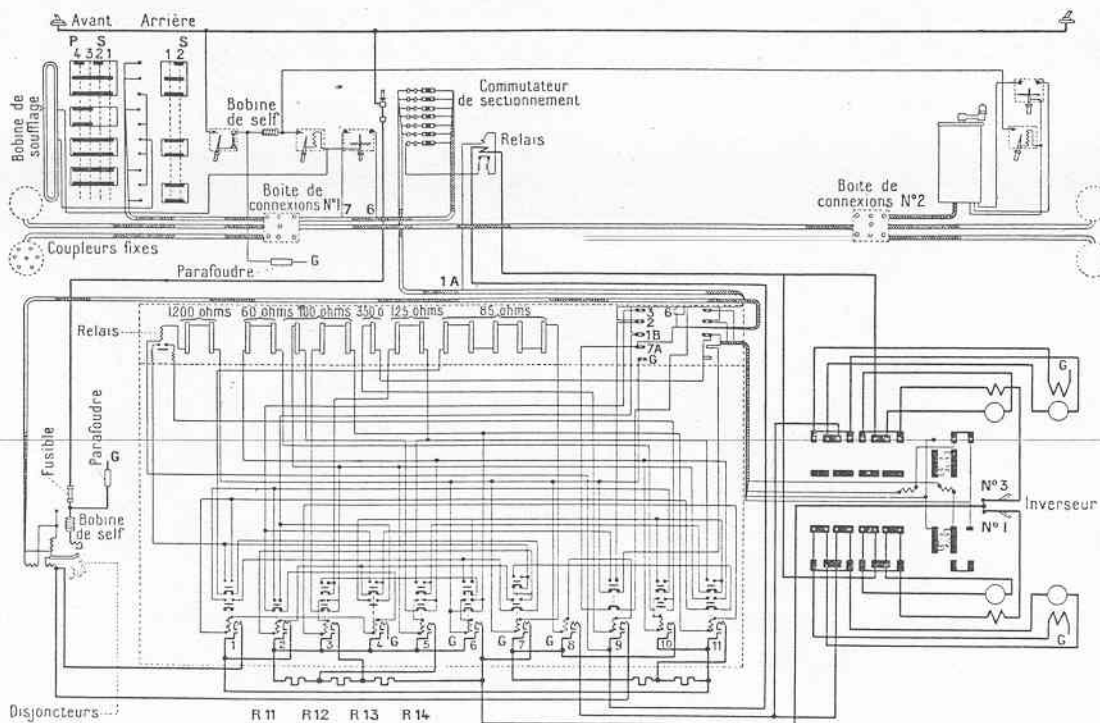 Avant Arrière
P S S
4 3 2 1 1 2
Bobine de soufflage
Bobine de self
Commutateur de sectionnement
Relais
Boite de connexions N°1
7 6
Boite de connexions N°2
Coupleurs fixes
Parafoudre
G
1 A
1200 ohms 60 ohms 100 ohms 350 6 125 ohms 85 ohms
3 6
2
1B
7A
G
Relais
G
Fusible
Parafoudre
G
Bobine de self
N°3
Inverseur
N°1
G
G G G G
1 2 3 4 5 6 7 8 9 10 11
Disjoncteurs
R 11 R 12 R 13 R 14